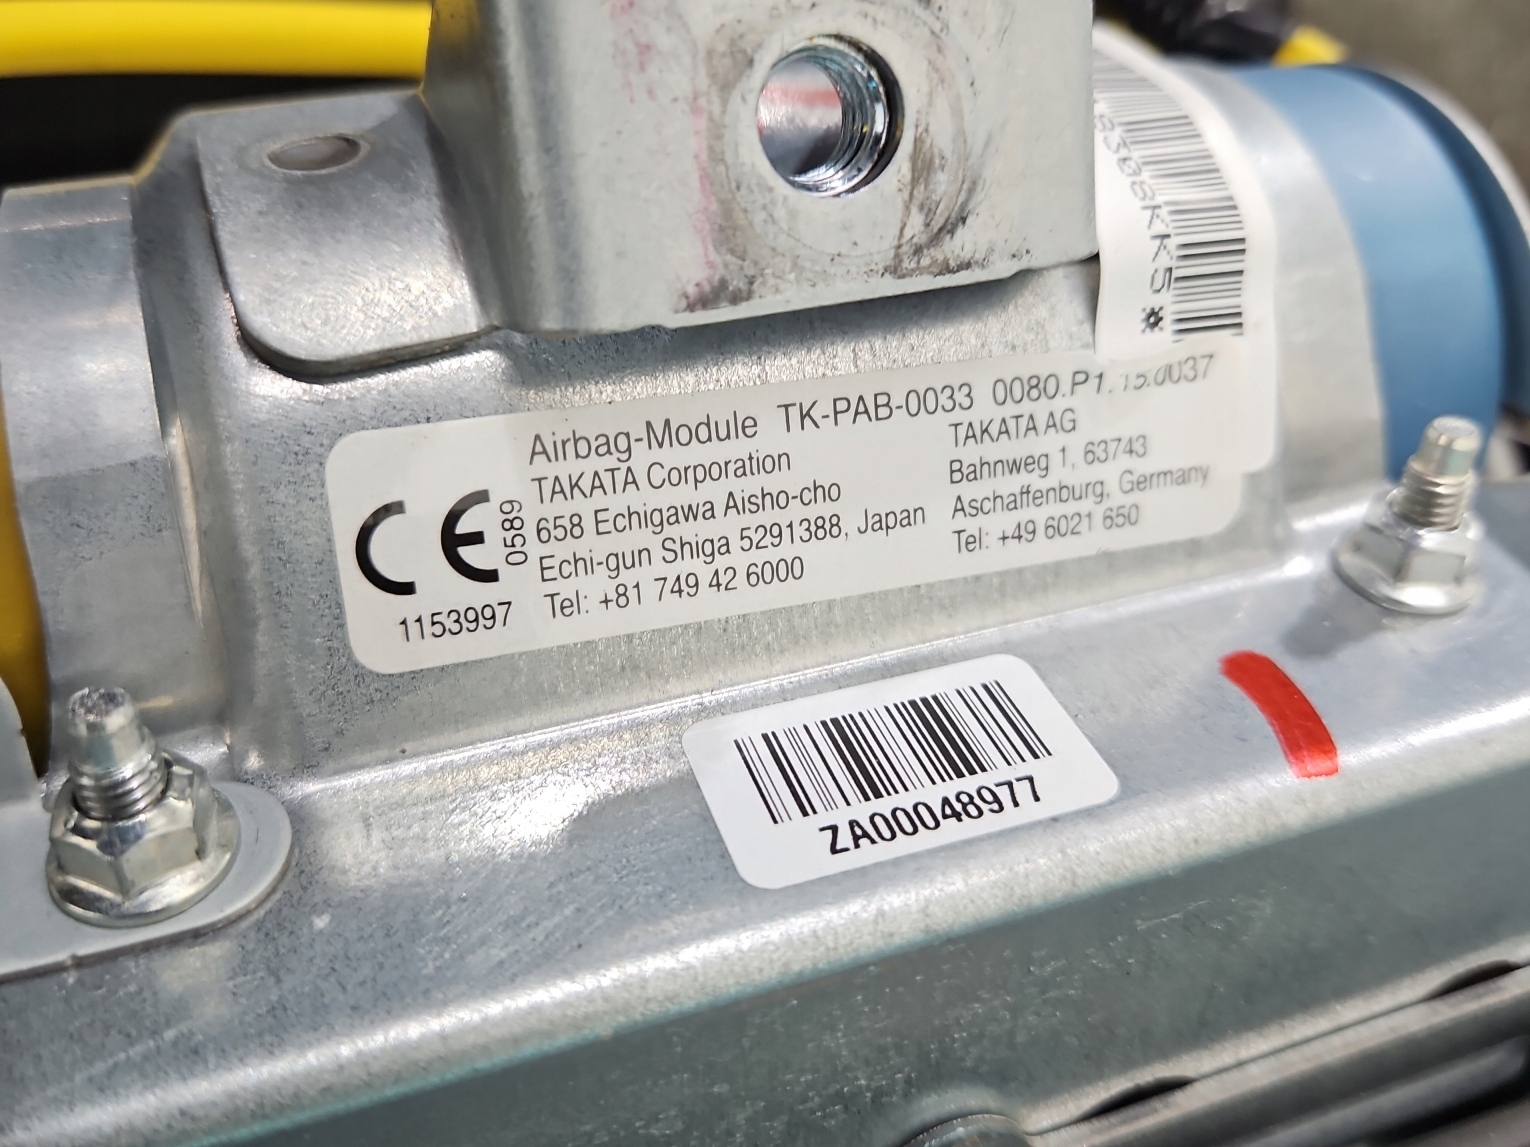 8308KK5*
Airbag-Module TK-PAB-0033 0080.P1.15.0037
TAKATA Corporation
658 Echigawa Aisho-cho
Echi-gun Shiga 5291388, Japan
Tel: +81 749 42 6000
TAKATA AG
Bahnweg 1, 63743
Aschaffenburg, Germany
Tel: +49 6021 650
CE
0589
1153997
ZA00048977